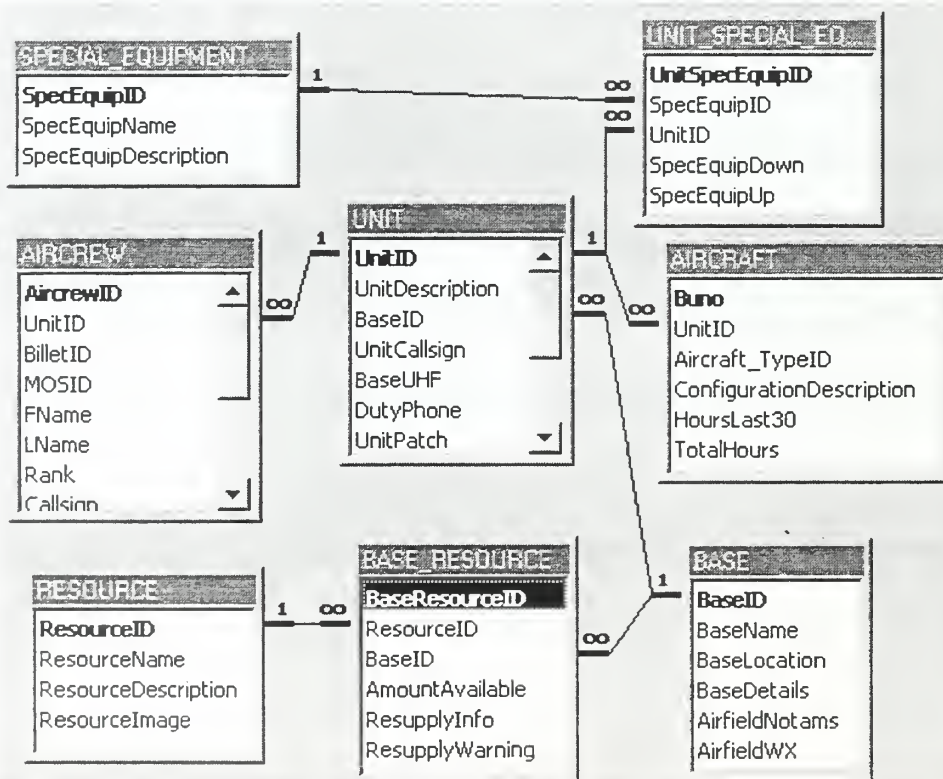 SPECIAL_EQUIPMENT
SpecEquipID
SpecEquipName
SpecEquipDescription
1
∞
UNIT_SPECIAL_EQ...
UnitSpecEquipID
SpecEquipID
UnitID
SpecEquipDown
SpecEquipUp
∞
AIRCREW
AircrewID
UnitID
BilletID
MOSID
FName
LName
Rank
Callsign
∞
1
UNIT
UnitID
UnitDescription
BaseID
UnitCallsign
BaseUHF
DutyPhone
UnitPatch
1
∞
∞
AIRCRAFT
Buno
UnitID
Aircraft_TypeID
ConfigurationDescription
HoursLast30
TotalHours
RESOURCE
ResourceID
ResourceName
ResourceDescription
ResourceImage
1
∞
BASE_RESOURCE
BaseResourceID
ResourceID
BaseID
AmountAvailable
ResupplyInfo
ResupplyWarning
∞
1
BASE
BaseID
BaseName
BaseLocation
BaseDetails
AirfieldNotams
AirfieldWX